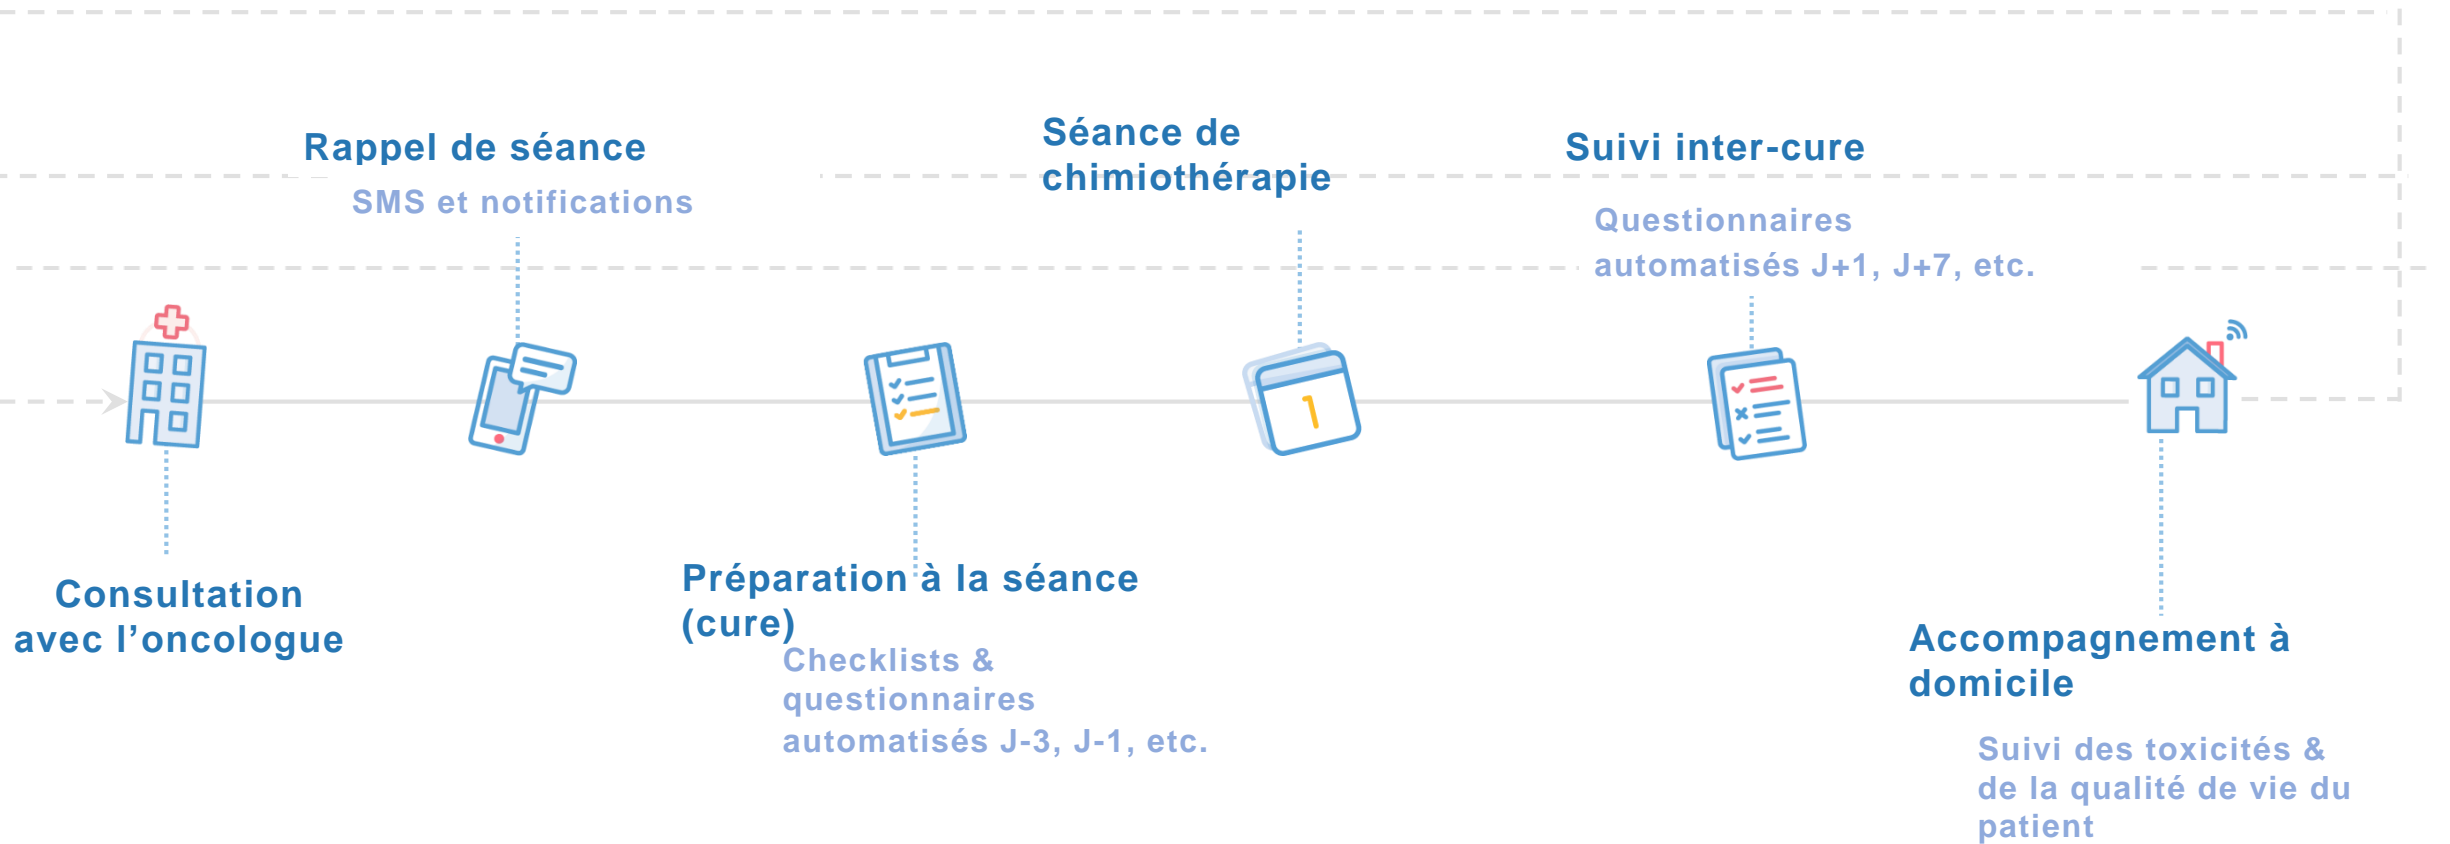 Rappel de séance
SMS et notifications
Séance de
chimiothérapie
Suivi inter-cure
Questionnaires
automatisés J+1, J+7, etc.
1
Consultation
avec l’oncologue
Préparation à la séance
(cure)
Checklists &
questionnaires
automatisés J-3, J-1, etc.
Accompagnement à
domicile
Suivi des toxicités &
de la qualité de vie du
patient